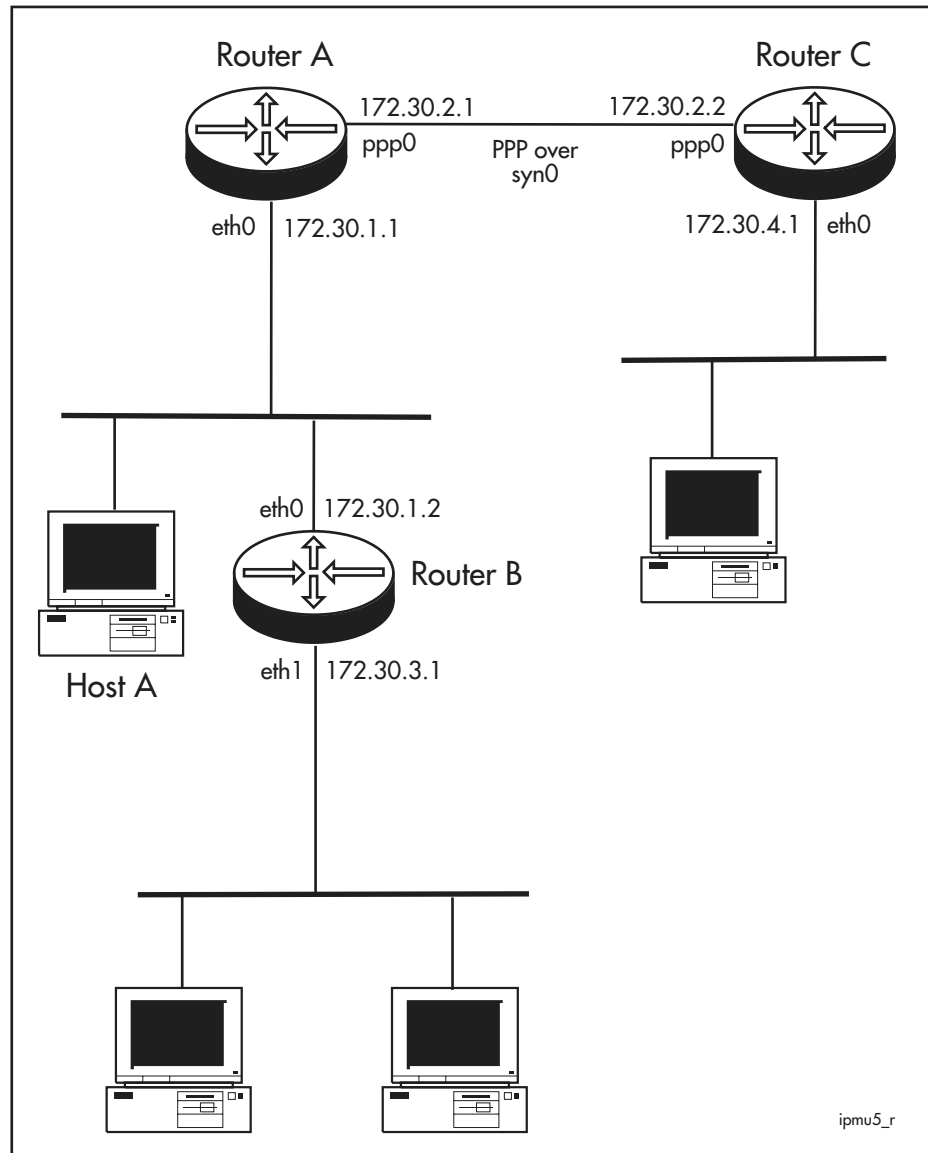 Router A
Router C
172.30.2.1
172.30.2.2
ppp0
PPP over
syn0
ppp0
eth0
172.30.1.1
172.30.4.1
eth0
eth0
172.30.1.2
Router B
Host A
eth1
172.30.3.1
ipmu5_r